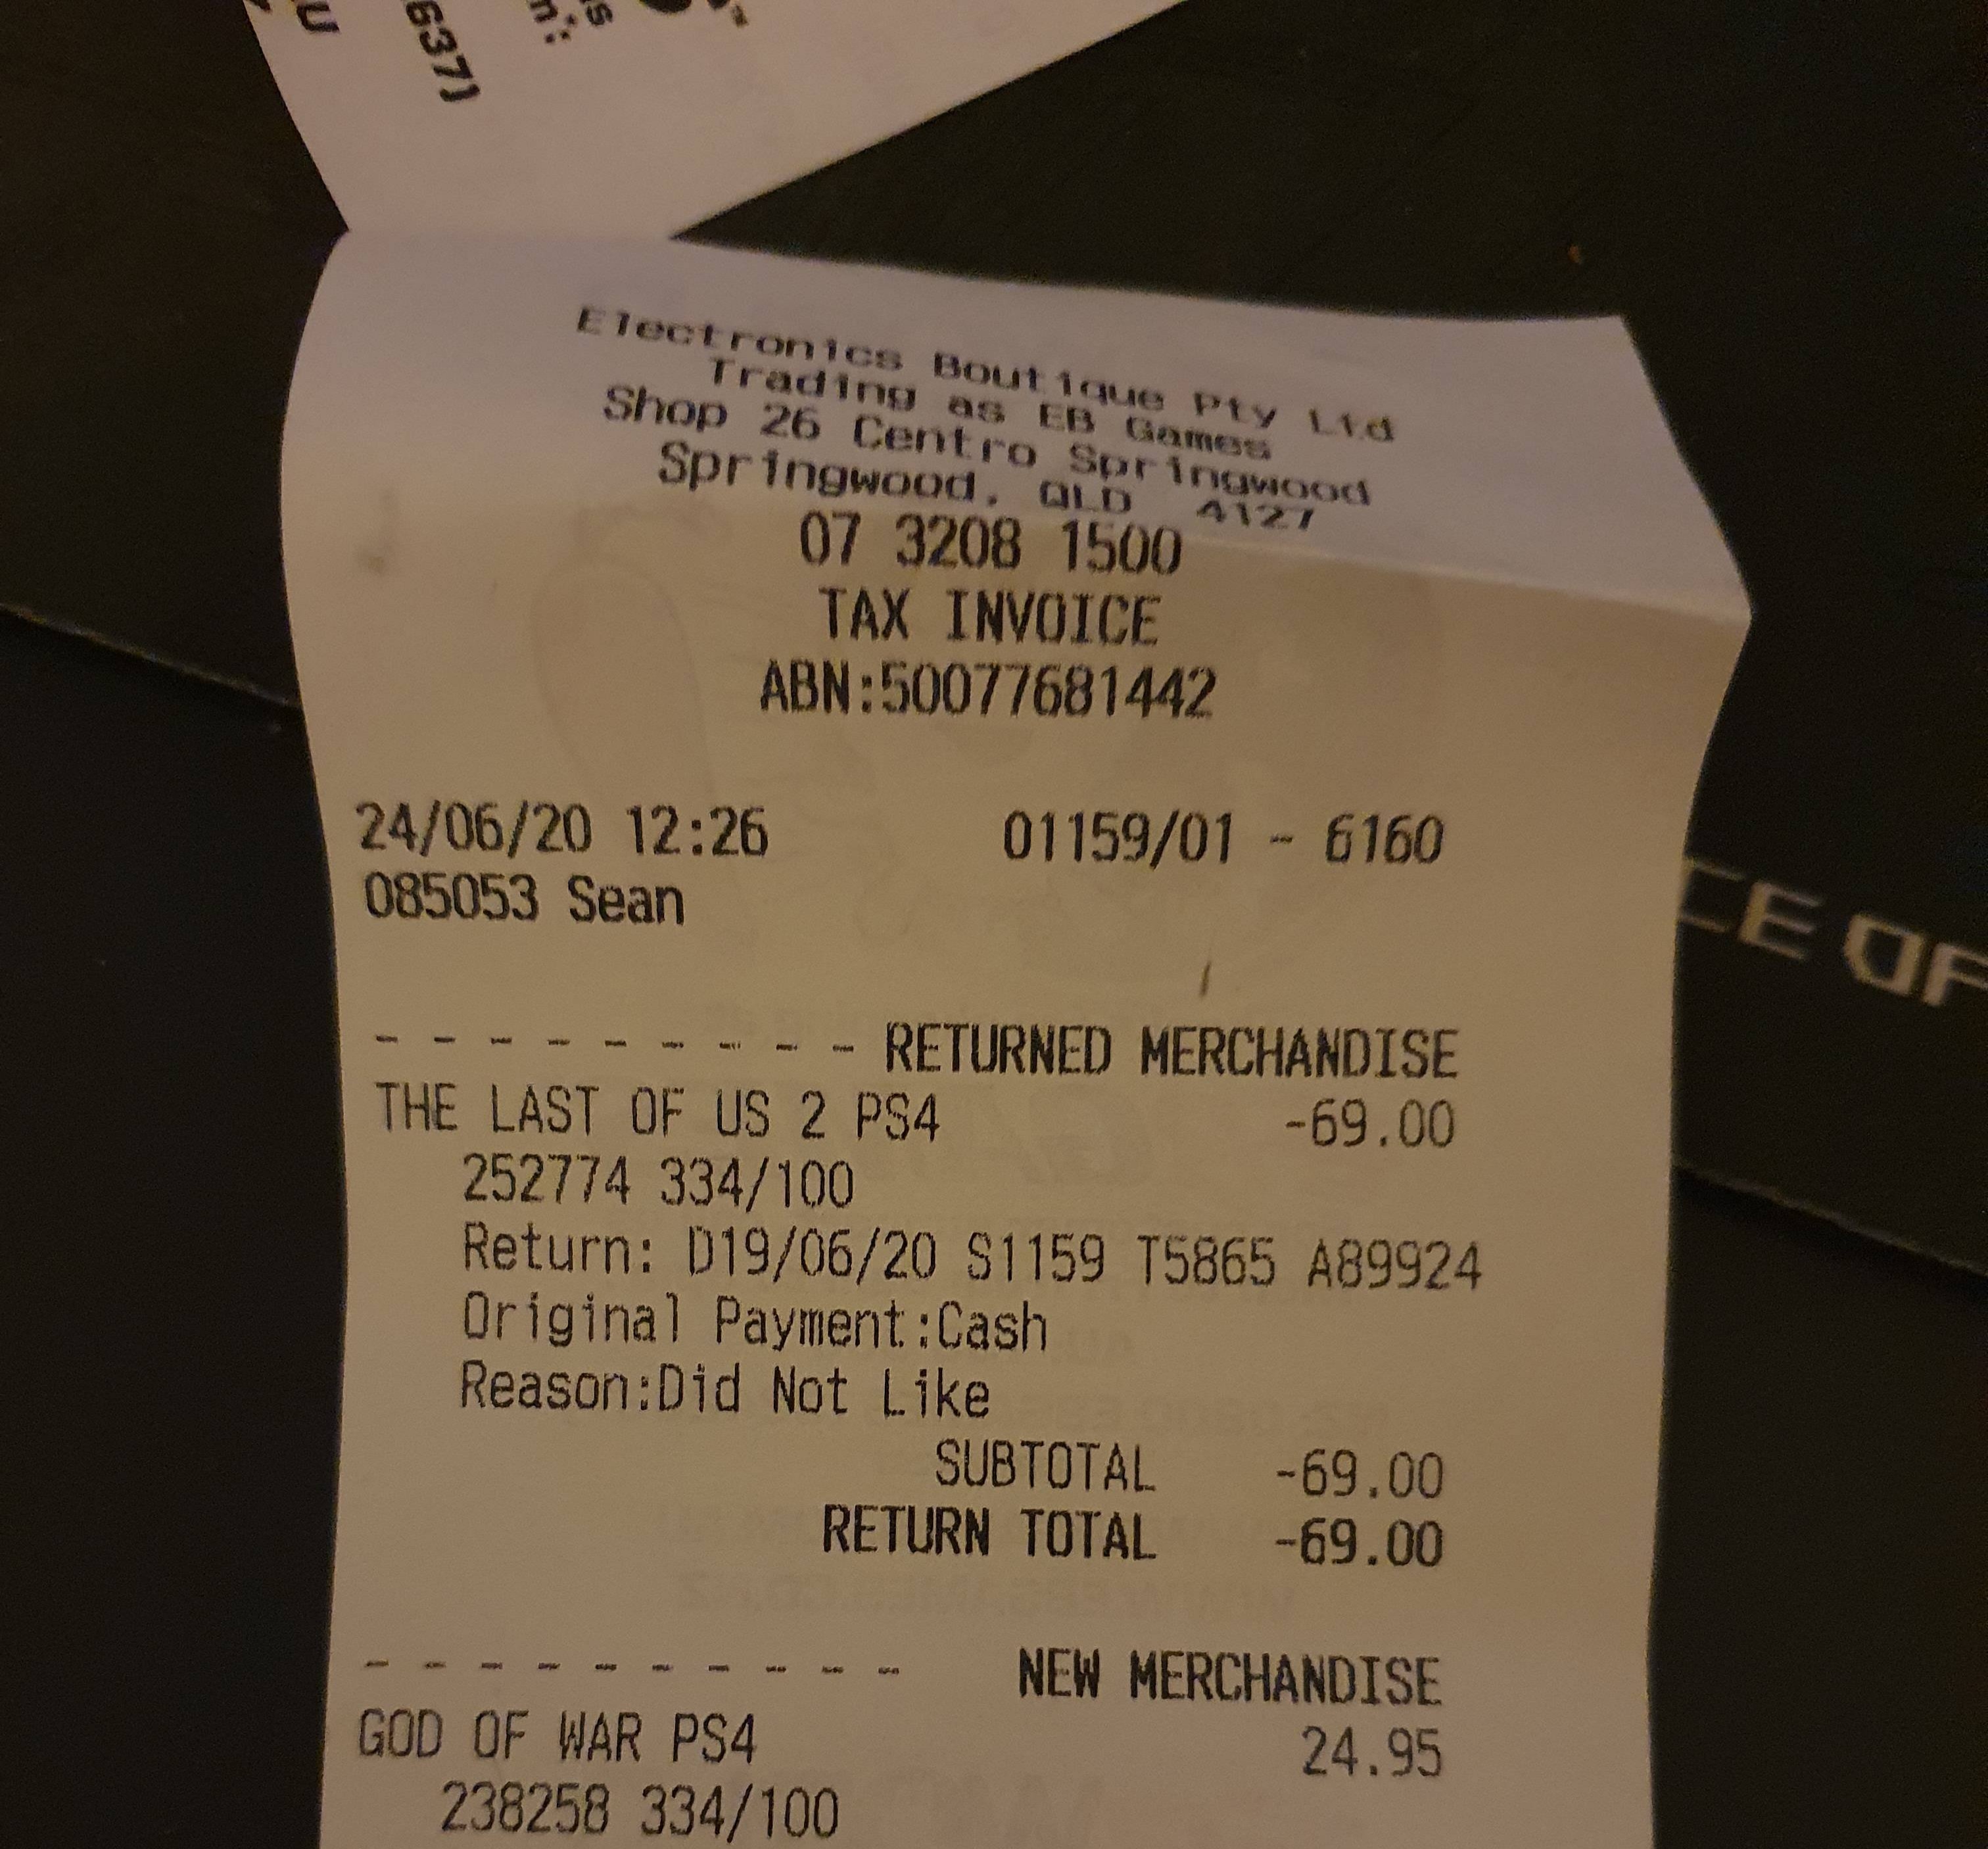 6371
Electronics Boutique Pty Ltd
Trading as EB Games
Shop 26 Centro Springwood
Springwood, QLD 4127
07 3208 1500
TAX INVOICE
ABN:50077681442
24/06/20 12:26 01159/01 - 6160
085053 Sean
- - - - - - - - - RETURNED MERCHANDISE
THE LAST OF US 2 PS4 -69.00
252774 334/100
Return: D19/06/20 S1159 T5865 A89924
Original Payment:Cash
Reason:Did Not Like
SUBTOTAL -69.00
RETURN TOTAL -69.00
- - - - - - - - - - NEW MERCHANDISE
GOD OF WAR PS4 24.95
238258 334/100
CE OF